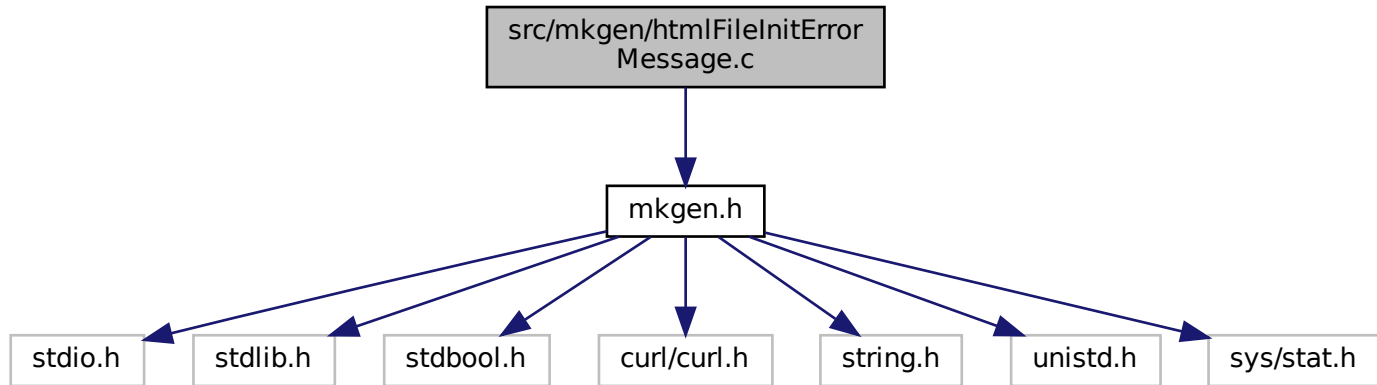 src/mkgen/htmlFileInitError
Message.c
mkgen.h
stdio.h
stdlib.h
stdbool.h
curl/curl.h
string.h
unistd.h
sys/stat.h